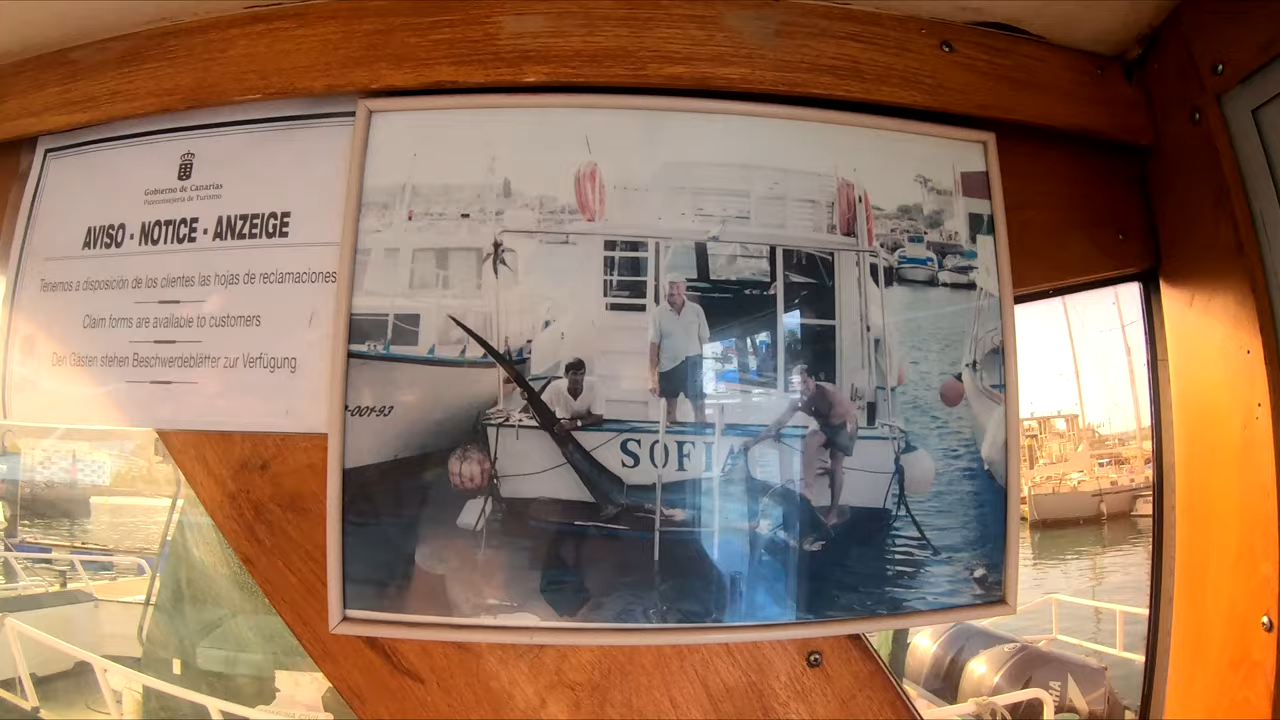 Gobierno de Canarias
Viceconsejería de Turismo
AVISO - NOTICE - ANZEIGE
Tenemos a disposición de los clientes las hojas de reclamaciones
Claim forms are available to customers
Den Gästen stehen Beschwerdeblätter zur Verfügung
-001-93
SOFIA